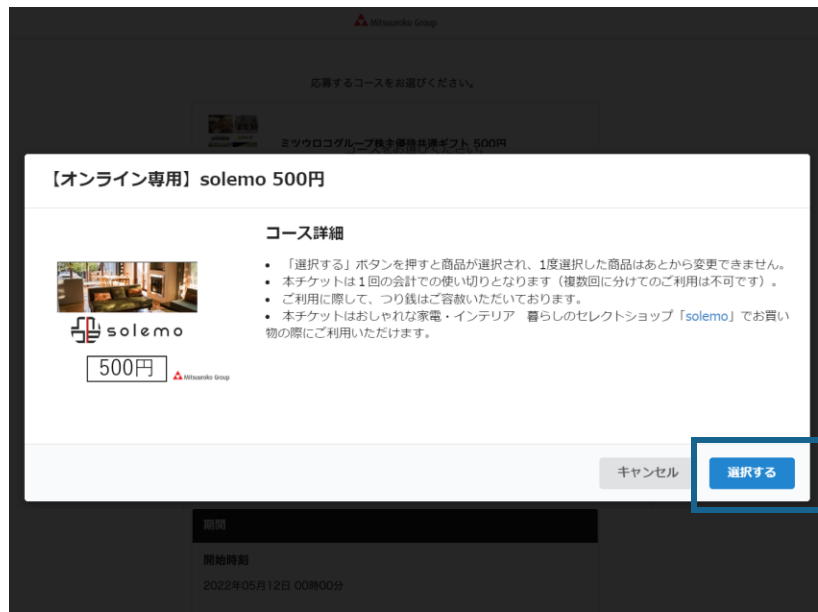 Mitsuuroko Group
応募するコースをお選びください。
ミツウロコグループ株主優待共通ギフト 500円
【オンライン専用】solemo 500円
コース詳細
• 「選択する」ボタンを押すと商品が選択され、1度選択した商品はあとから変更できません。
• 本チケットは1回の会計での使い切りとなります（複数回に分けてのご利用は不可です）.
• ご利用に際して、つり銭はご容赦いただいております。
• 本チケットはおしゃれな家電・インテリア 暮らしのセレクトショップ「solemo」でお買い
物の際にご利用いただけます。
solemo
500円
Mitsuuroko Group
キャンセル
選択する
期間
開始時刻
2022年05月12日 00時00分